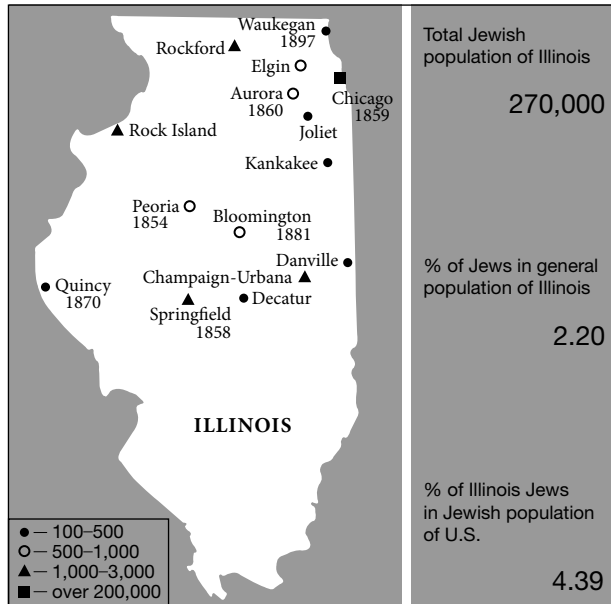 Waukegan
1897
Rockford
Elgin
Aurora
1860
Chicago
1859
Joliet
Rock Island
Kankakee
Peoria
1854
Bloomington
1881
Danville
Champaign-Urbana
Quincy
1870
Decatur
Springfield
1858
ILLINOIS
— 100–500
— 500–1,000
— 1,000–3,000
— over 200,000
Total Jewish
population of Illinois
270,000
% of Jews in general
population of Illinois
2.20
% of Illinois Jews
in Jewish population
of U.S.
4.39